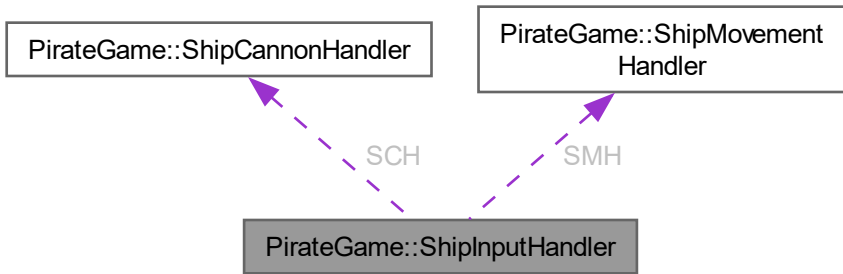 PirateGame::ShipCannonHandler
PirateGame::ShipMovement
Handler
SCH
SMH
PirateGame::ShipInputHandler